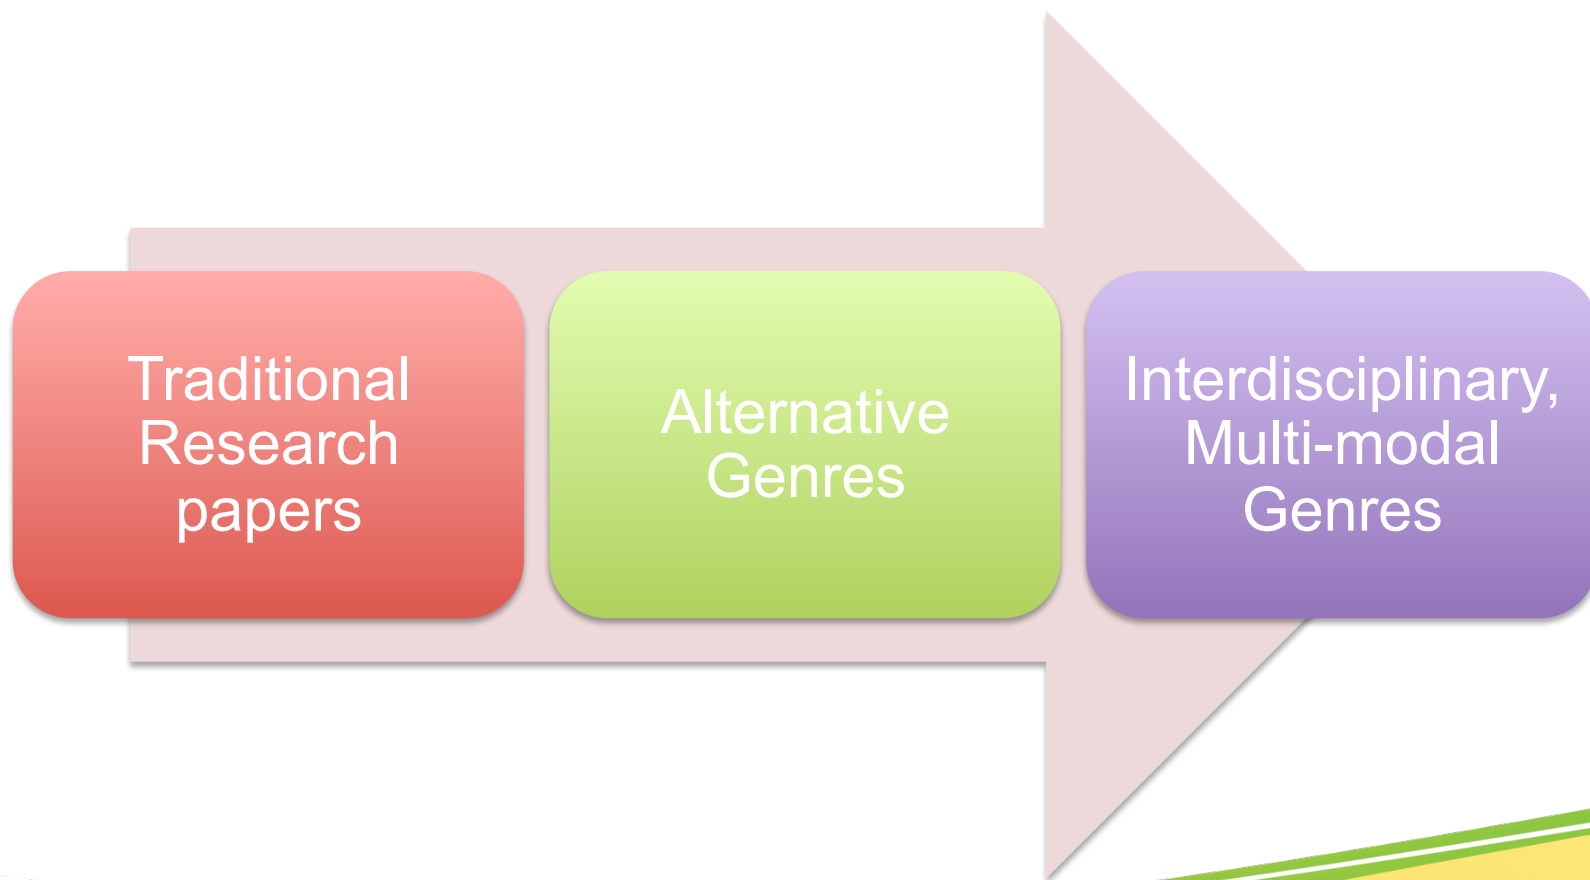 Traditional
Research
papers
Alternative
Genres
Interdisciplinary,
Multi-modal
Genres